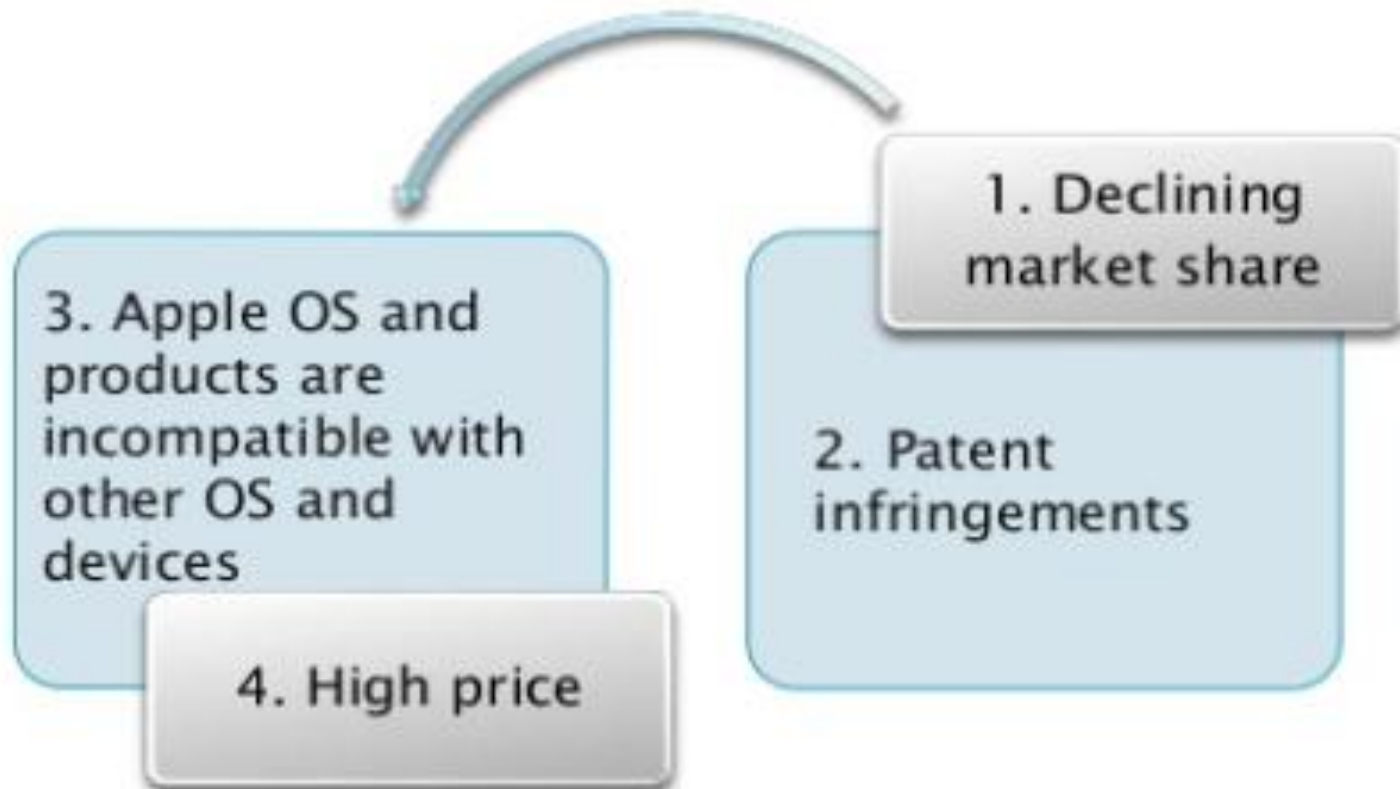 1. Declining
market share
2. Patent
infringements
3. Apple OS and
products are
incompatible with
other OS and
devices
4. High price